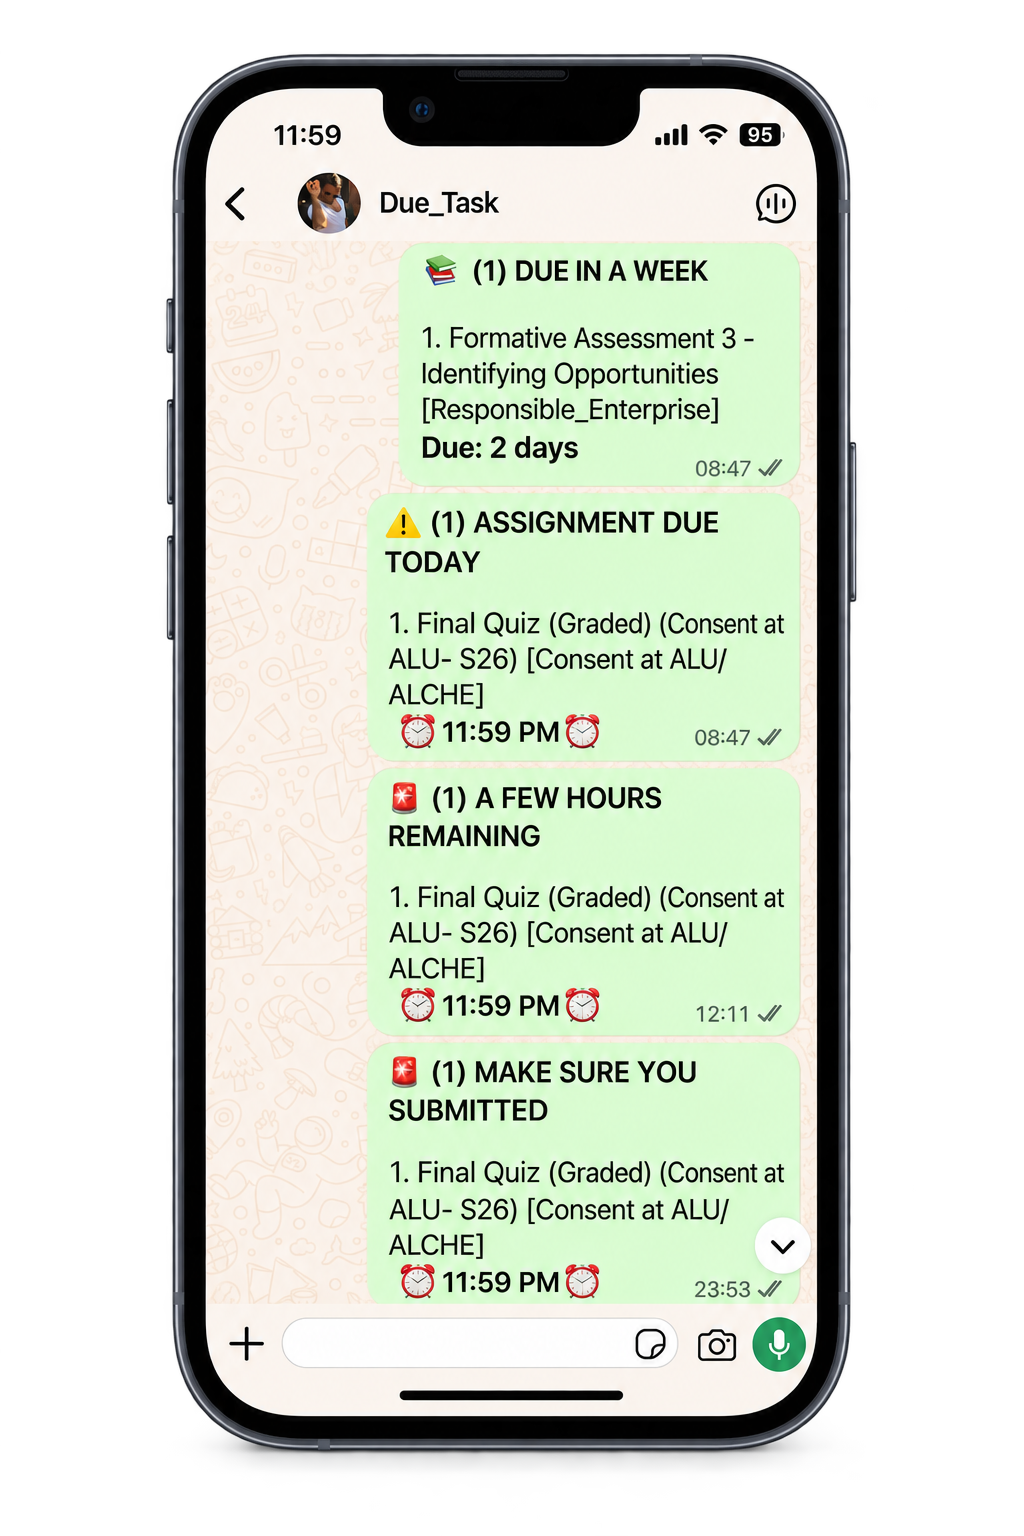 11:59
95
Due_Task
(1) DUE IN A WEEK
1. Formative Assessment 3 -
Identifying Opportunities
[Responsible_Enterprise]
Due: 2 days
08:47
(1) ASSIGNMENT DUE
TODAY
1. Final Quiz (Graded) (Consent at
ALU- S26) [Consent at ALU/
ALCHE]
11:59 PM
08:47
(1) A FEW HOURS
REMAINING
1. Final Quiz (Graded) (Consent at
ALU- S26) [Consent at ALU/
ALCHE]
11:59 PM
12:11
(1) MAKE SURE YOU
SUBMITTED
1. Final Quiz (Graded) (Consent at
ALU- S26) [Consent at ALU/
ALCHE]
11:59 PM
23:53